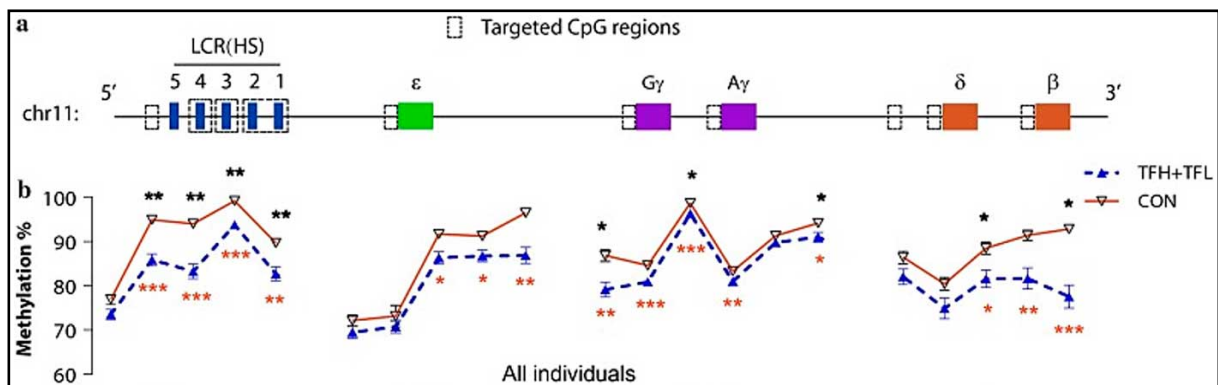 a
Targeted CpG regions
LCR(HS)
5 4 3 2 1 ε Gγ Aγ δ β
5′ 3′
chr11:
b
TFH+TFL
CON
Methylation %
100
90
80
70
60
** ** ** ** * * * * *
*** *** *** ** * * ** ** *** *** ** * * ** ***
All individuals